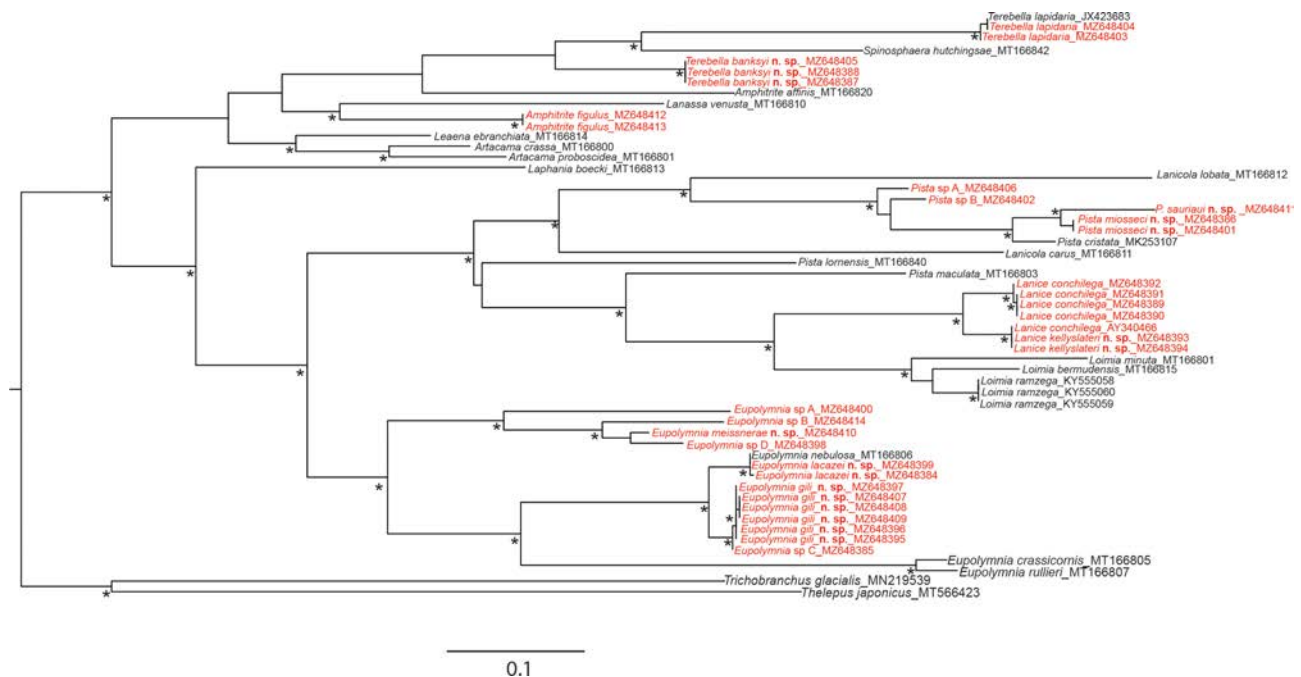 Terebella lapidaria_JX423683
Terebella lapidaria_MZ648404
Terebella lapidaria_MZ648403
Spinosphaera hutchingsae_MT166842
Terebella banksyi n. sp._MZ648405
Terebella banksyi n. sp._MZ648388
Terebella banksyi n. sp._MZ648387
Amphitrite affinis_MT166820
Lanassa venusta_MT166810
Amphitrite figulus_MZ648412
Amphitrite figulus_MZ648413
Leaena ebranchiata_MT166814
Artacama crassa_MT166800
Artacama proboscidea_MT166801
Laphania boecki_MT166813
Lanicola lobata_MT166812
Pista sp A_MZ648406
Pista sp B_MZ648402
P. sauriaui n. sp._MZ64841
Pista miosseci n. sp._MZ648386
Pista miosseci n. sp._MZ648401
Pista cristata_MK253107
Lanicola carus_MT166811
Pista lornensis_MT166840
Pista maculata_MT166803
Lanice conchilega_MZ648392
Lanice conchilega_MZ648391
Lanice conchilega_MZ648389
Lanice conchilega_MZ648390
Lanice conchilega_AY340466
Lanice kellyslateri n. sp._MZ648393
Lanice kellyslateri n. sp._MZ648394
Loimia minuta_MT166801
Loimia bermudensis_MT166815
Loimia ramzega_KY555058
Loimia ramzega_KY555060
Loimia ramzega_KY555059
Eupolymnia sp A_MZ648400
Eupolymnia sp B_MZ648414
Eupolymnia meissnerae n. sp._MZ648410
Eupolymnia sp D_MZ648398
Eupolymnia nebulosa_MT166806
Eupolymnia lacazei n. sp._MZ648399
Eupolymnia lacazei n. sp._MZ648384
Eupolymnia gili_n. sp._MZ648397
Eupolymnia gili_n. sp._MZ648407
Eupolymnia gili_n. sp._MZ648408
Eupolymnia gili_n. sp._MZ648409
Eupolymnia gili_n. sp._MZ648396
Eupolymnia gili_n. sp._MZ648395
Eupolymnia sp C_MZ648385
Eupolymnia crassicornis_MT166805
Eupolymnia rullieri_MT166807
Trichobranchus glacialis_MN219539
Thelepus japonicus_MT566423
0.1